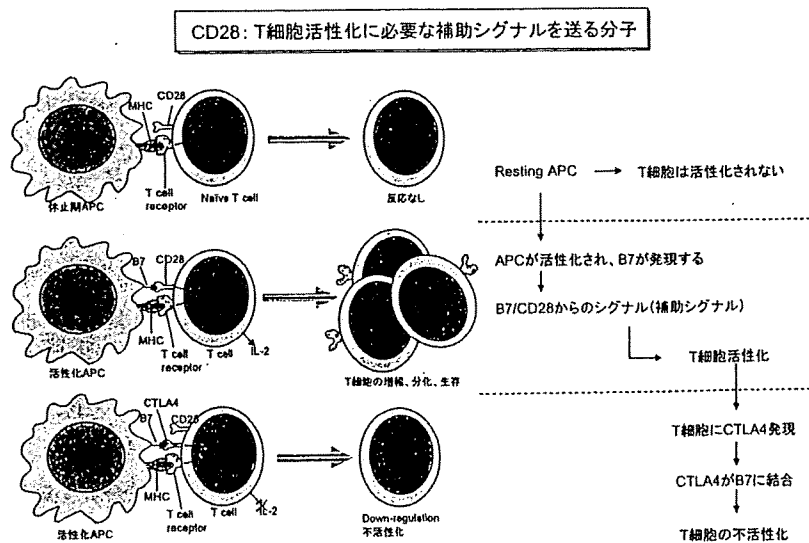 CD28: T細胞活性化に必要な補助シグナルを送る分子
CD28
MHC
T cell
receptor
Naïve T cell
休止期APC
反応なし
B7
CD28
MHC
T cell
receptor
T cell
IL-2
活性化APC
T細胞の増殖、分化、生存
CTLA4
B7
CD28
MHC
T cell
receptor
T cell
IL-2
活性化APC
Down-regulation
不活性化
Resting APC
T細胞は活性化されない
APCが活性化され、B7が発現する
B7/CD28からのシグナル(補助シグナル)
T細胞活性化
T細胞にCTLA4発現
CTLA4がB7に結合
T細胞の不活性化